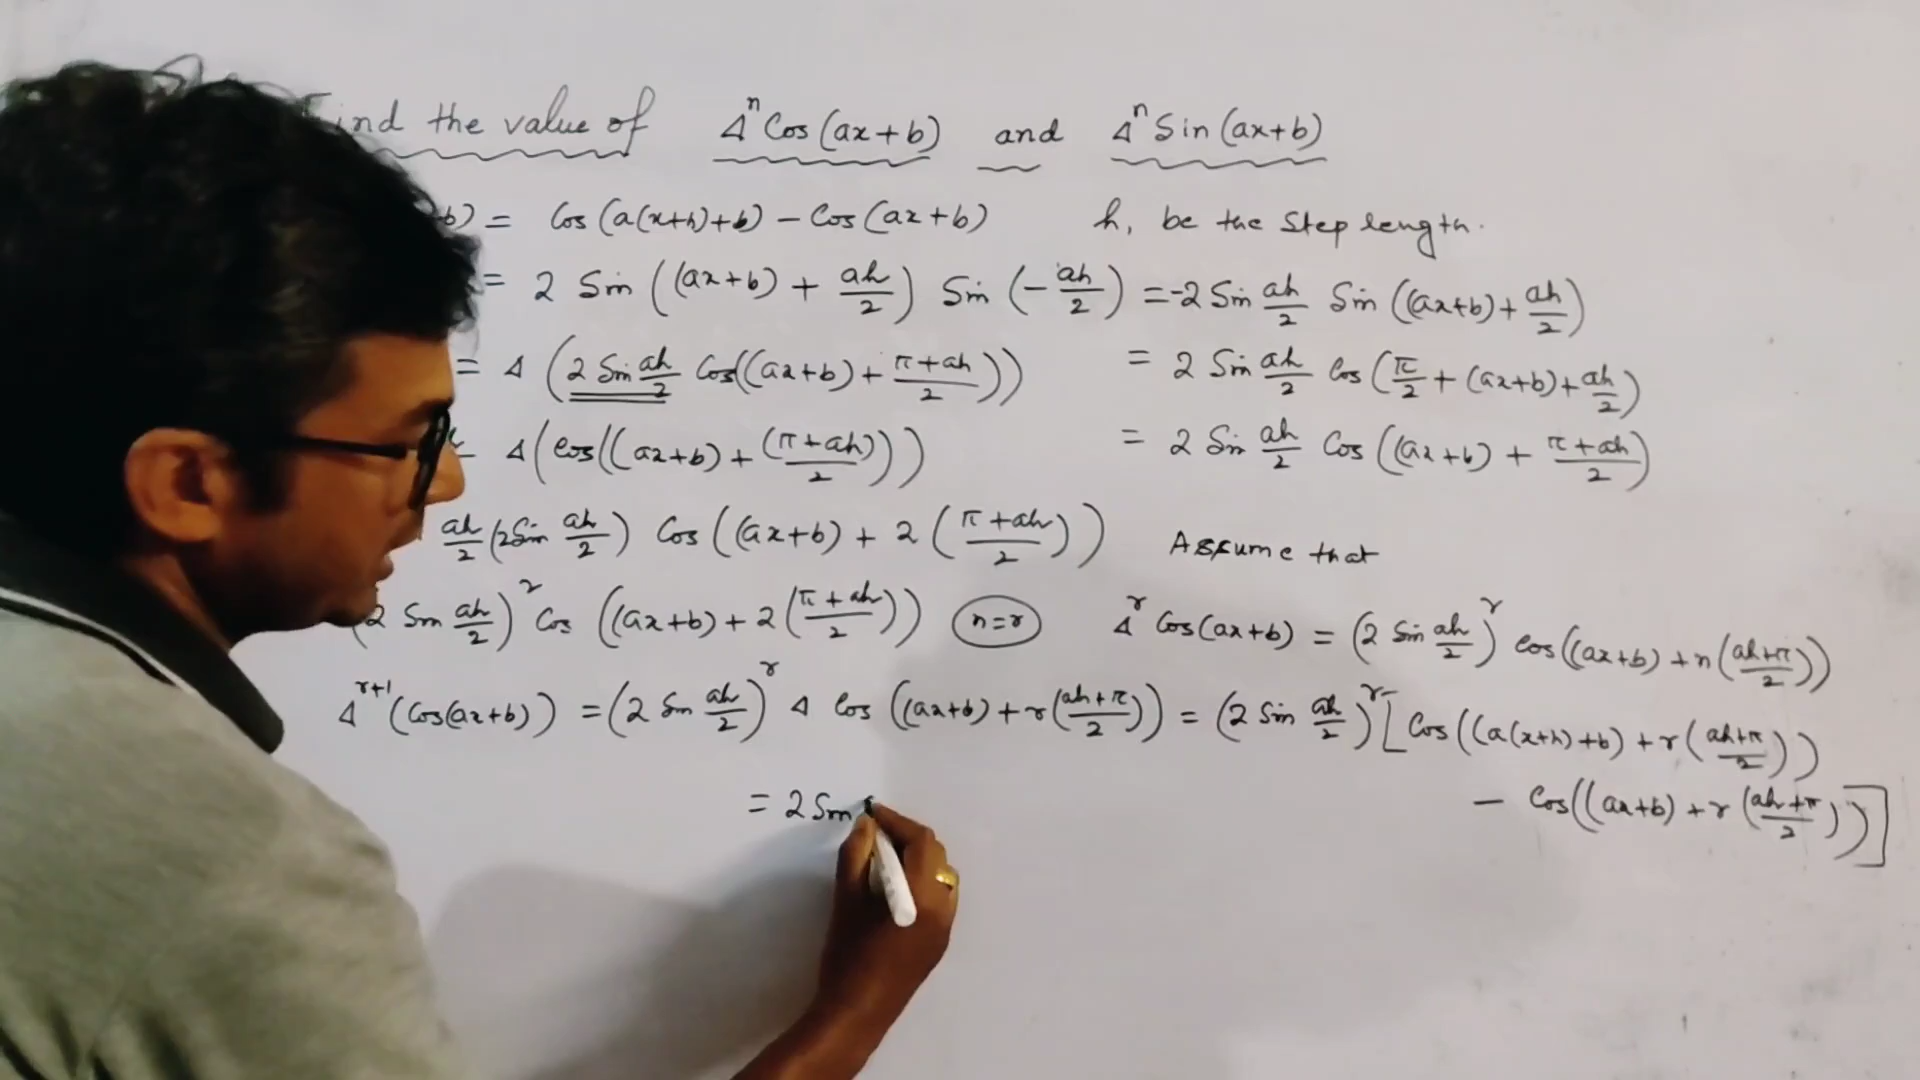 Find the value of Δ^n Cos(ax+b) and Δ^n Sin(ax+b)
b) = Cos(a(x+h)+b) - Cos(ax+b) h, be the Step length.
= 2 Sin((ax+b) + ah/2) Sin(-ah/2) = -2 Sin ah/2 Sin((ax+b)+ah/2)
= Δ(2 Sin ah/2 Cos((ax+b)+(π+ah)/2)) = 2 Sin ah/2 Cos(π/2 + (ax+b)+ah/2)
Δ(Cos((ax+b)+(π+ah)/2)) = 2 Sin ah/2 Cos((ax+b) + (π+ah)/2)
ah/2 (2Sin ah/2) Cos((ax+b) + 2((π+ah)/2)) Assume that
(2 Sin ah/2)^2 Cos((ax+b)+2((π+ah)/2)) n=r Δ^r Cos(ax+b) = (2 Sin ah/2)^r Cos((ax+b)+n((ah+π)/2))
Δ^r+1 (Cos(ax+b)) = (2 Sin ah/2)^r Δ Cos((ax+b)+r((ah+π)/2)) = (2 Sin ah/2)^r [Cos((a(x+h)+b)+r((ah+π)/2))
- Cos((ax+b)+r((ah+π)/2))]
= 2 Sin